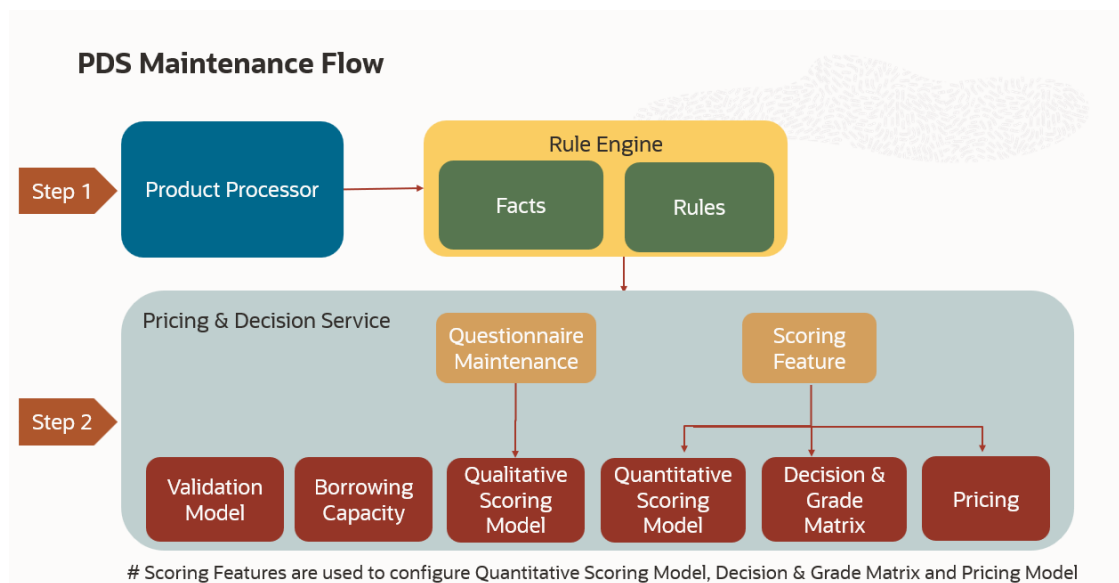 PDS Maintenance Flow
Step 1
Product Processor
Rule Engine
Facts
Rules
Pricing & Decision Service
Questionnaire
Maintenance
Scoring
Feature
Step 2
Validation
Model
Borrowing
Capacity
Qualitative
Scoring
Model
Quantitative
Scoring
Model
Decision &
Grade
Matrix
Pricing
# Scoring Features are used to configure Quantitative Scoring Model, Decision & Grade Matrix and Pricing Model